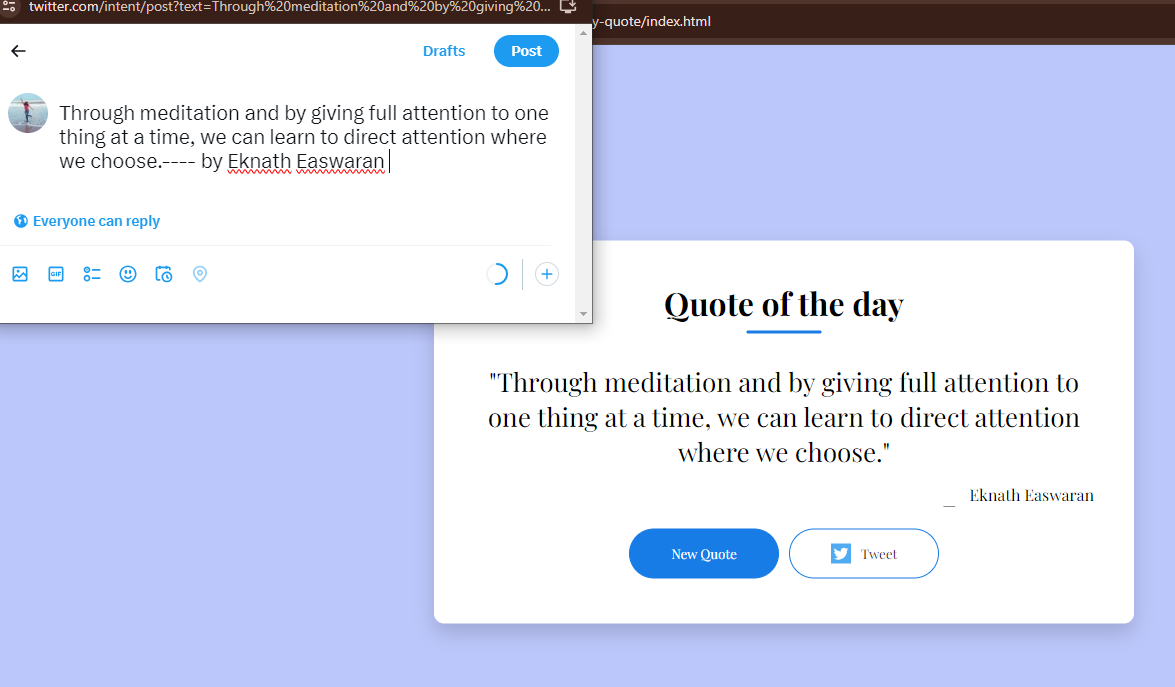 twitter.com/intent/post?text=Through%20meditation%20and%20by%20giving%20...
y-quote/index.html
Drafts
Post
Through meditation and by giving full attention to one
thing at a time, we can learn to direct attention where
we choose.---- by Eknath Easwaran
Everyone can reply
GIF
Quote of the day
"Through meditation and by giving full attention to
one thing at a time, we can learn to direct attention
where we choose."
_ Eknath Easwaran
New Quote
Tweet